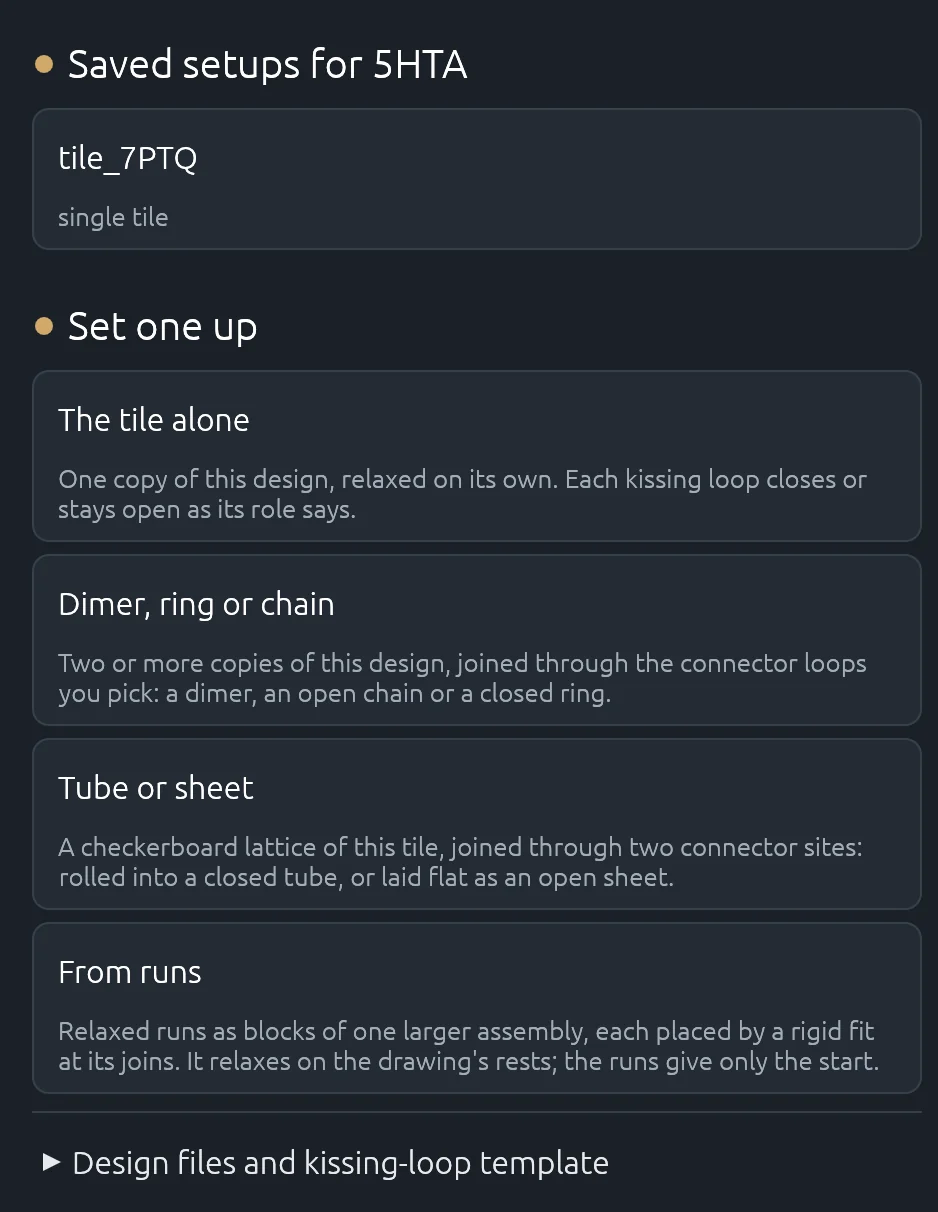 Saved setups for 5HTA
tile_7PTQ
single tile
Set one up
The tile alone
One copy of this design, relaxed on its own. Each kissing loop closes or
stays open as its role says.
Dimer, ring or chain
Two or more copies of this design, joined through the connector loops
you pick: a dimer, an open chain or a closed ring.
Tube or sheet
A checkerboard lattice of this tile, joined through two connector sites:
rolled into a closed tube, or laid flat as an open sheet.
From runs
Relaxed runs as blocks of one larger assembly, each placed by a rigid fit
at its joins. It relaxes on the drawing's rests; the runs give only the start.
Design files and kissing-loop template